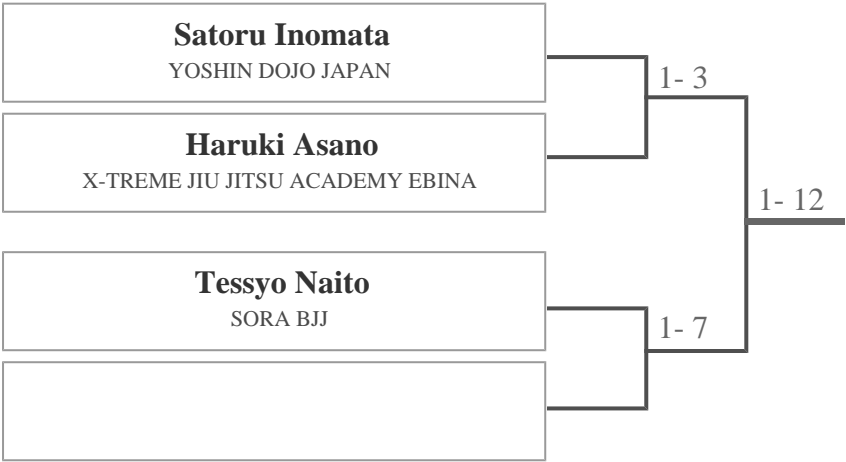 Satoru Inomata
YOSHIN DOJO JAPAN
1- 3
Haruki Asano
X-TREME JIU JITSU ACADEMY EBINA
1- 12
Tessyo Naito
SORA BJJ
1- 7